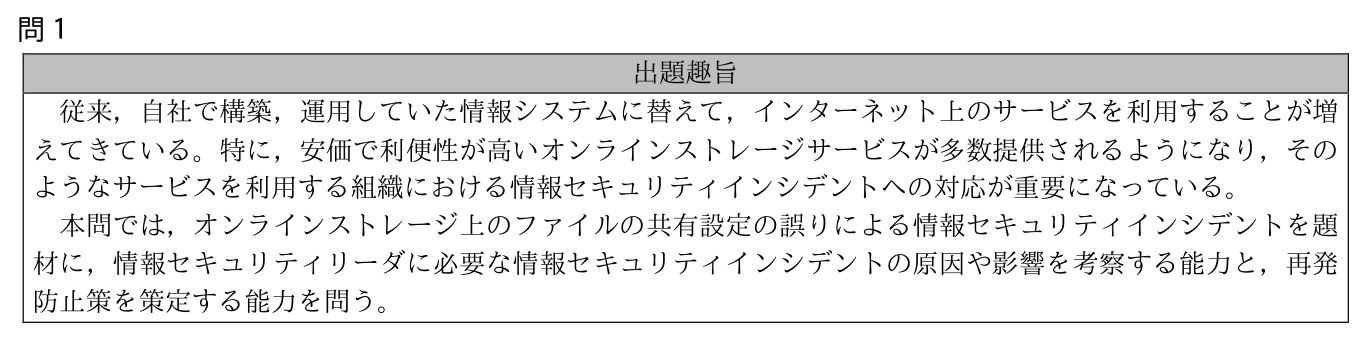 問 1
出題趣旨
従来，自社で構築，運用していた情報システムに替えて，インターネット上のサービスを利用することが増
えてきている。特に，安価で利便性が高いオンラインストレージサービスが多数提供されるようになり，その
ようなサービスを利用する組織における情報セキュリティインシデントへの対応が重要になっている。
本問では，オンラインストレージ上のファイルの共有設定の誤りによる情報セキュリティインシデントを題
材に，情報セキュリティリーダに必要な情報セキュリティインシデントの原因や影響を考察する能力と，再発
防止策を策定する能力を問う。